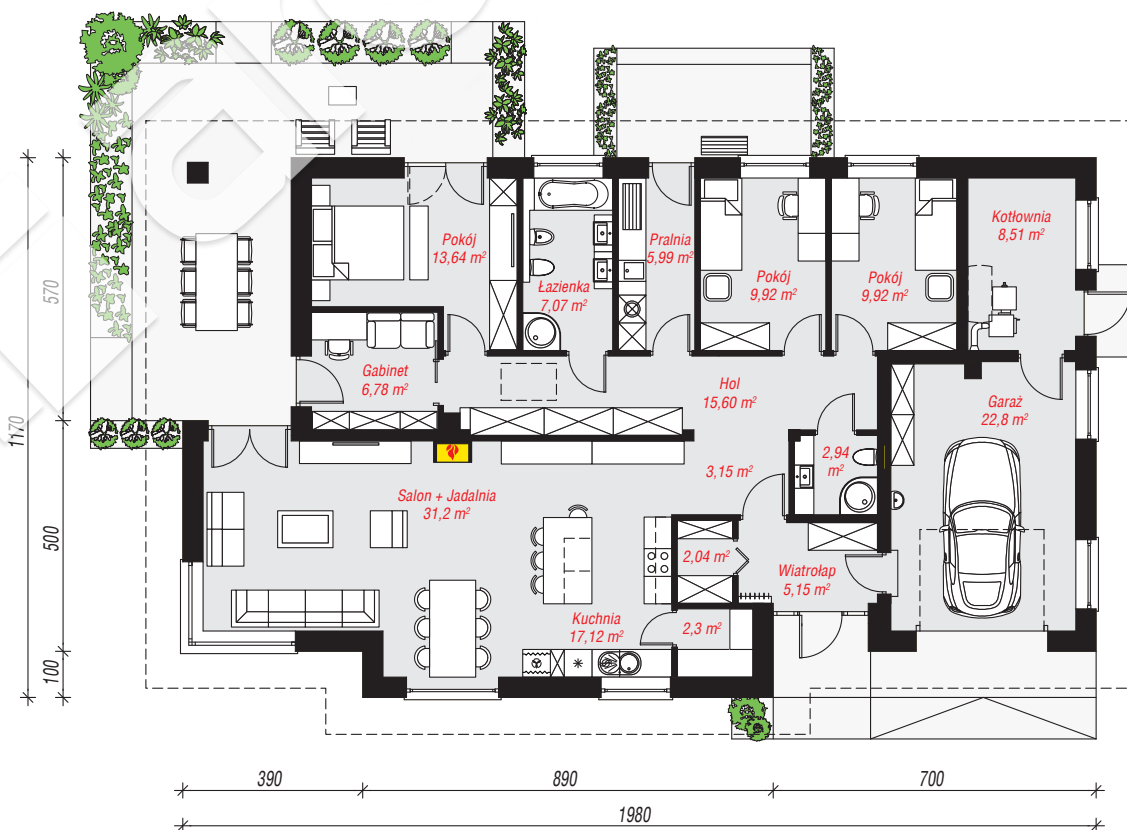 Pokój
13,64 m²
Łazienka
7,07 m²
Pralnia
5,99 m²
Pokój
9,92 m²
Pokój
9,92 m²
Kotłownia
8,51 m²
Gabinet
6,78 m²
Hol
15,60 m²
Garaż
22,8 m²
2,94
m²
3,15 m²
Salon + Jadalnia
31,2 m²
2,04 m²
Wiatrołap
5,15 m²
Kuchnia
17,12 m²
2,3 m²
570
1170
500
100
390
890
700
1980